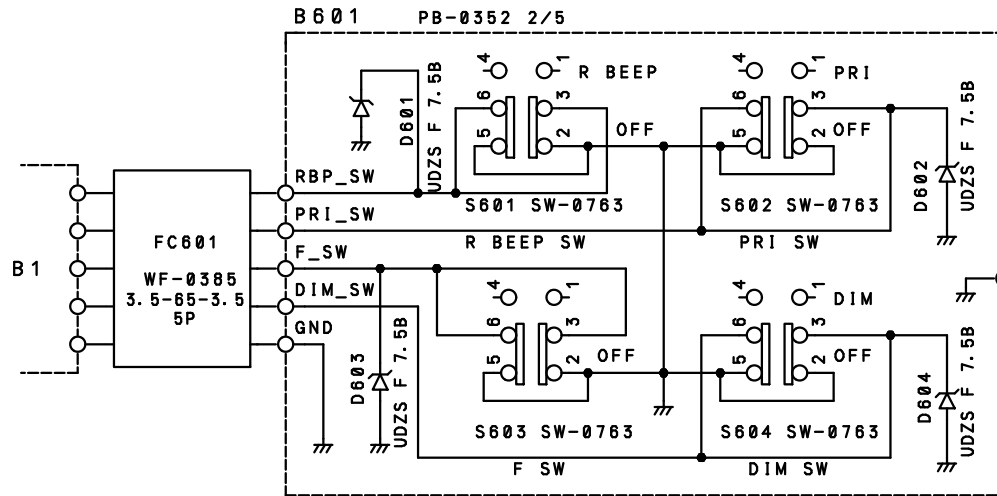 B601 PB-0352 2/5
D601
UDZS F 7.5B
4 1 R BEEP
6 3
5 2 OFF
4 1 PRI
6 3
5 2 OFF
D602
UDZS F 7.5B
RBP_SW
S601 SW-0763
S602 SW-0763
PRI_SW
R BEEP SW
PRI SW
B1
FC601
WF-0385
3.5-65-3.5
5P
F_SW
DIM_SW
GND
D603
UDZS F 7.5B
4 1
6 3
5 2 OFF
4 1 DIM
6 3
5 2 OFF
D604
UDZS F 7.5B
S603 SW-0763
S604 SW-0763
F SW
DIM SW